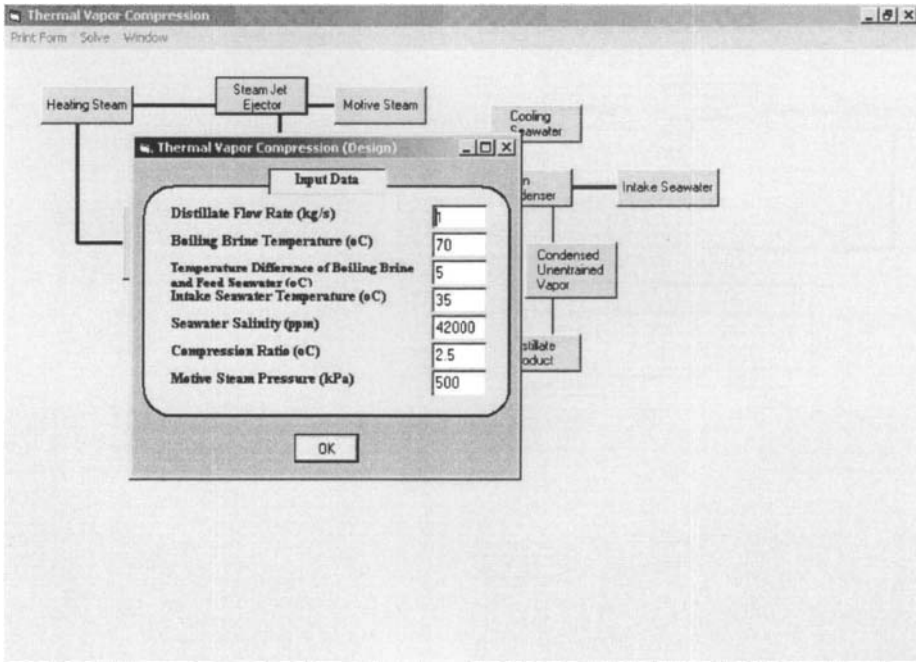 Thermal Vapor Compression
Print Form Solve Window
Heating Steam
Steam Jet
Ejector
Motive Steam
Cooling
Seawater
Thermal Vapor Compression (Design)
Input Data
Distillate Flow Rate (kg/s)
1
Boiling Brine Temperature (oC)
70
Temperature Difference of Boiling Brine
and Feed Seawater (oC)
5
Intake Seawater Temperature (oC)
35
Seawater Salinity (ppm)
42000
Compression Ratio (oC)
2.5
Motive Steam Pressure (kPa)
500
OK
Intake Seawater
Condensed
Unentrained
Vapor